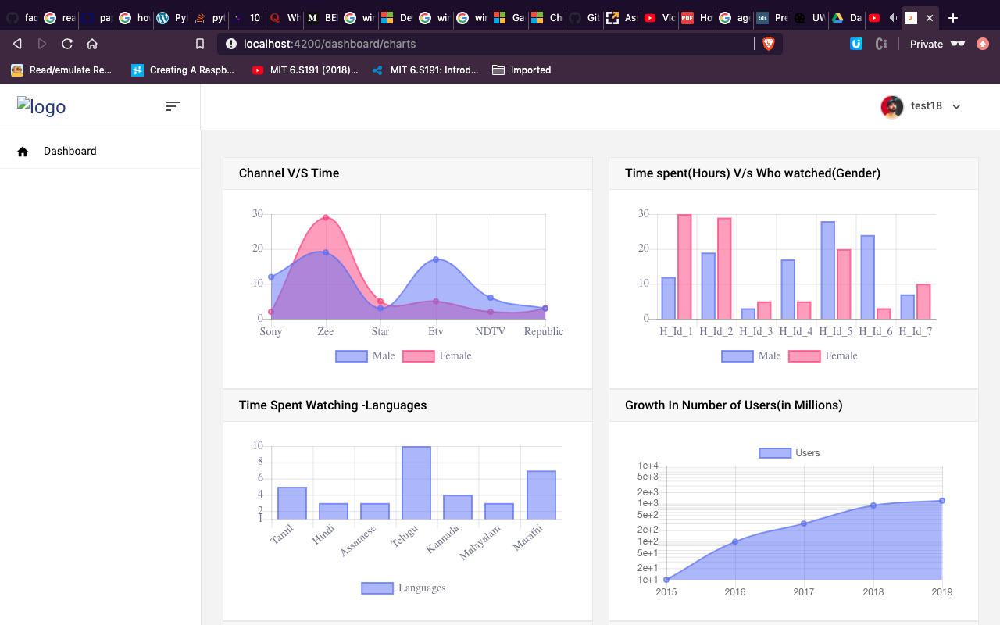 fac rea pap how Pyt pyt 10 Wh BE wir De wir wir Ga Ch Git Ass Vic Ho age Pre UW Da
localhost:4200/dashboard/charts Private
Read/emulate Re... Creating A Raspb... MIT 6.S191 (2018)... MIT 6.S191: Introd... Imported
logo test18
Dashboard
Channel V/S Time
30
20
10
0
Sony Zee Star Etv NDTV Republic
Male Female
Time spent(Hours) V/s Who watched(Gender)
30
20
10
0
H_Id_1 H_Id_2 H_Id_3 H_Id_4 H_Id_5 H_Id_6 H_Id_7
Male Female
Time Spent Watching -Languages
10
8
6
4
2
1
Tamil Hindi Assamese Telugu Kannada Malayalam Marathi
Languages
Growth In Number of Users(in Millions)
Users
1e+4
5e+3
2e+3
1e+3
5e+2
2e+2
1e+2
5e+1
2e+1
1e+1
2015 2016 2017 2018 2019